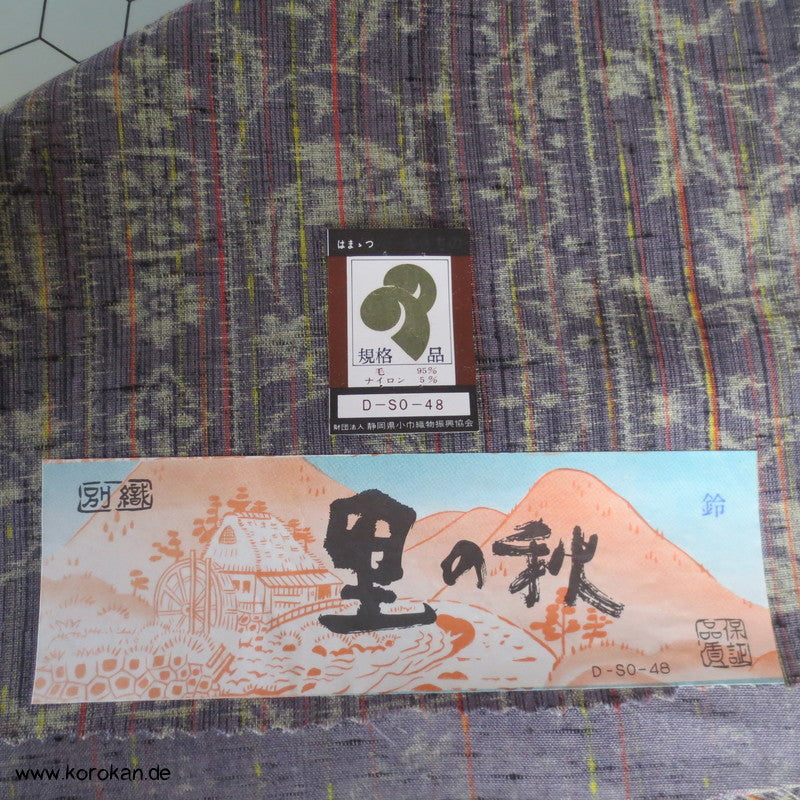 はまゝつ
規格 品
毛 95%
ナイロン 5%
D-SO-48
財団法人 静岡県小巾織物振興協会
別織
鈴
里の秋
品質保証
D-SO-48
www.korokan.de